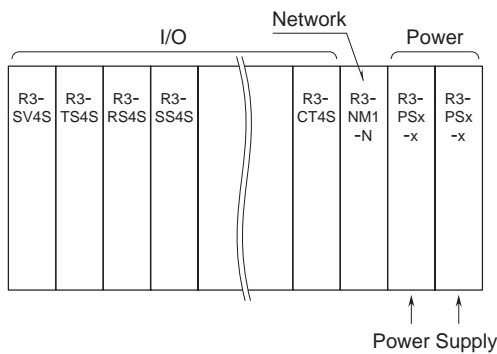 Network
I/O
Power
R3-
SV4S
R3-
TS4S
R3-
RS4S
R3-
SS4S
R3-
CT4S
R3-
NM1
-N
R3-
PSx
-x
R3-
PSx
-x
Power Supply